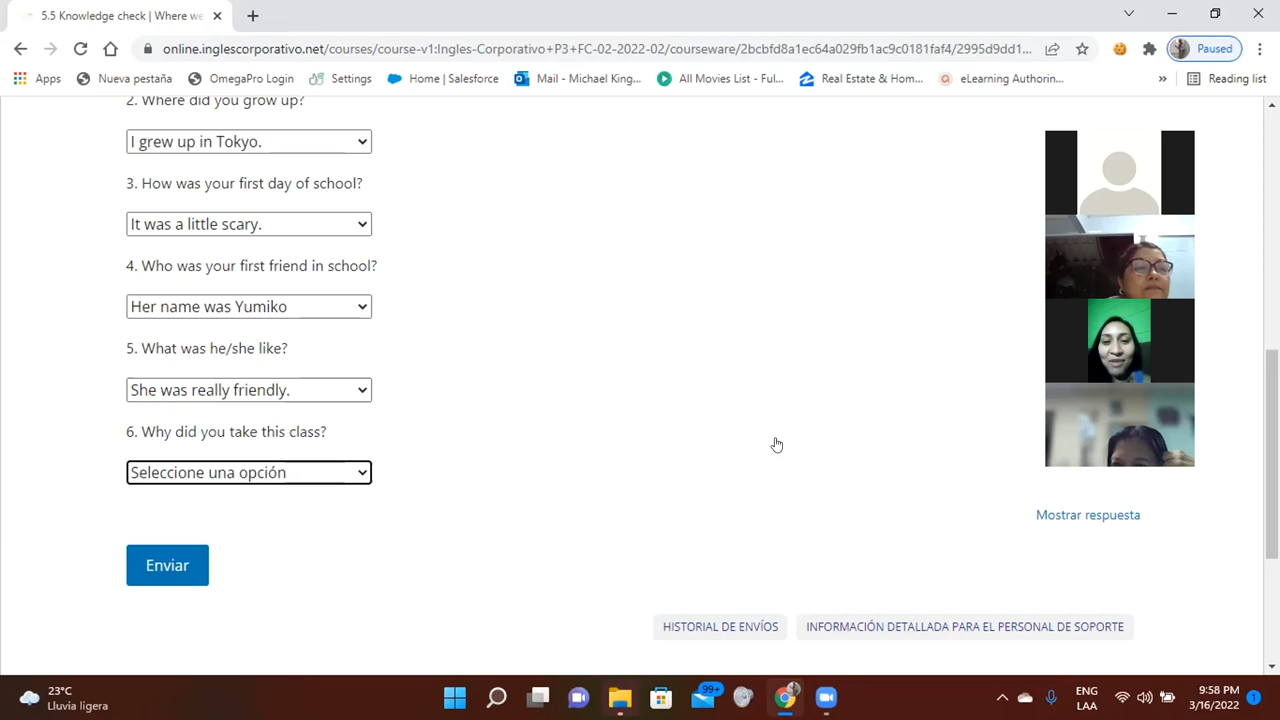 5.5 Knowledge check | Where we
online.inglescorporativo.net/courses/course-v1:Ingles-Corporativo+P3+FC-02-2022-02/courseware/2bcbfd8a1ec64a029fb1ac9c0181faf4/2995d9dd1...
Paused
Apps
Nueva pestaña
OmegaPro Login
Settings
Home | Salesforce
Mail - Michael King...
All Movies List - Ful...
Real Estate & Hom...
eLearning Authorin...
»
Reading list
2. Where did you grow up?
I grew up in Tokyo.
3. How was your first day of school?
It was a little scary.
4. Who was your first friend in school?
Her name was Yumiko
5. What was he/she like?
She was really friendly.
6. Why did you take this class?
Seleccione una opción
Mostrar respuesta
Enviar
HISTORIAL DE ENVÍOS
INFORMACIÓN DETALLADA PARA EL PERSONAL DE SOPORTE
23°C
Lluvia ligera
99+
ENG
LAA
9:58 PM
3/16/2022
1